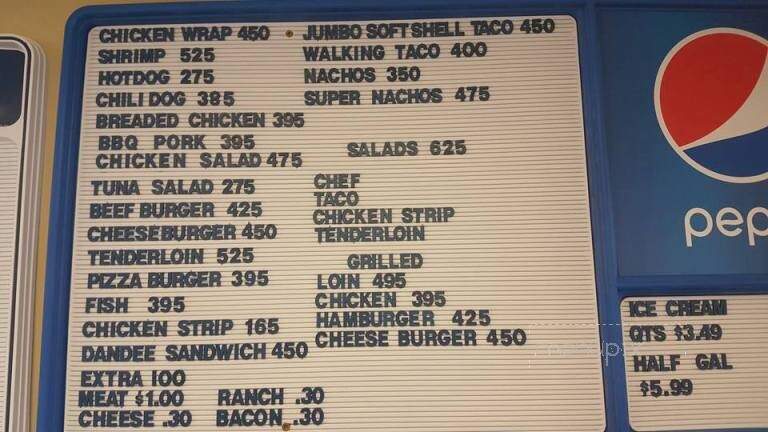 CHICKEN WRAP 450
SHRIMP 525
HOTDOG 275
CHILI DOG 385
BREADED CHICKEN 395
BBQ PORK 395
CHICKEN SALAD 475
TUNA SALAD 275
BEEF BURGER 425
CHEESEBURGER 450
TENDERLOIN 525
PIZZA BURGER 395
FISH 395
CHICKEN STRIP 165
DANDEE SANDWICH 450
EXTRA 100
MEAT $1.00 RANCH .30
CHEESE .30 BACON .30
JUMBO SOFT SHELL TACO 450
WALKING TACO 400
NACHOS 350
SUPER NACHOS 475
SALADS 625
CHEF
TACO
CHICKEN STRIP
TENDERLOIN
GRILLED
LOIN 495
CHICKEN 395
HAMBURGER 425
CHEESE BURGER 450
pep
ICE CREAM
QTS $3.49
HALF GAL
$5.99